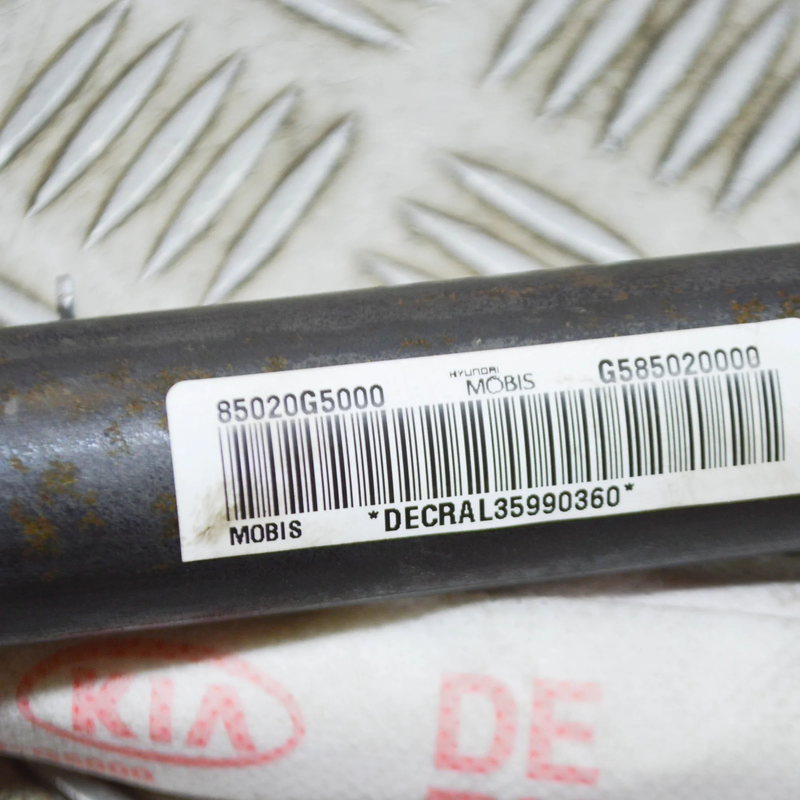 85020G5000
HYUNDAI
MOBIS
G585020000
MOBIS
*DECRAL35990360*
KIA
DE